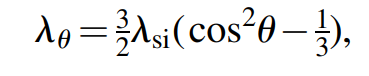 λ_θ = 3/2 λ_si (cos²θ − 1/3),